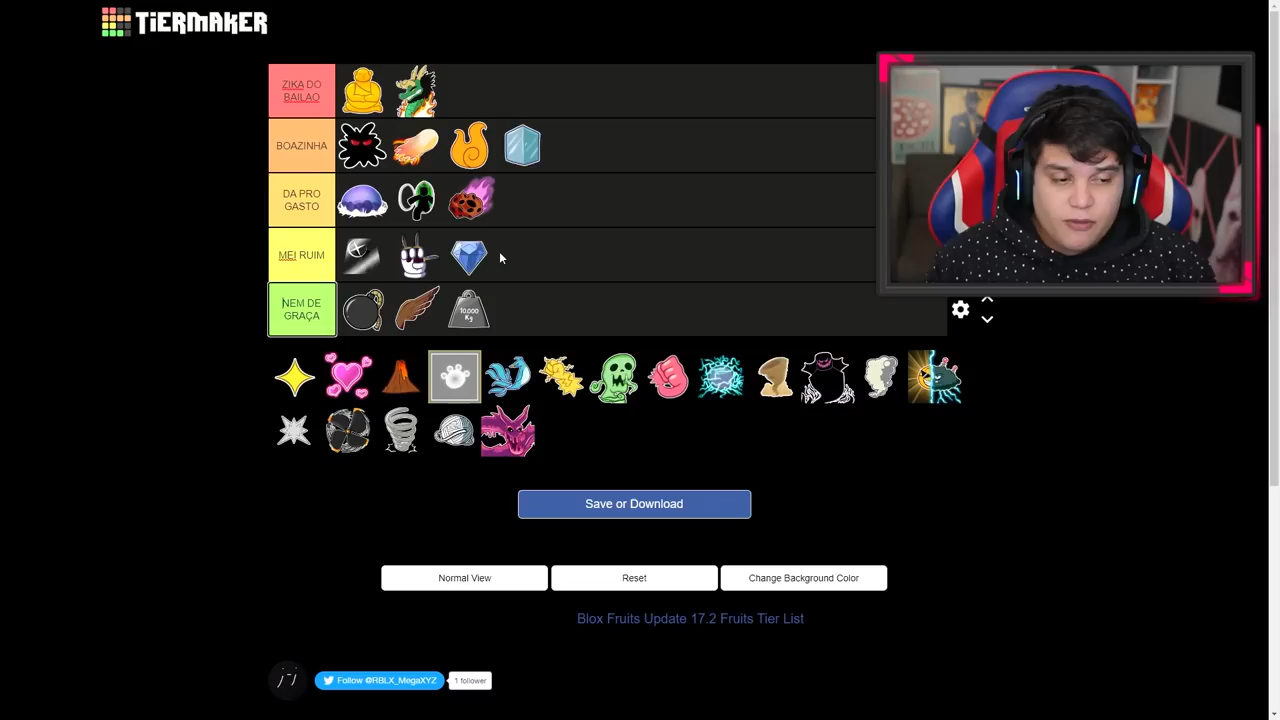 TiERMAKER
ZIKA DO
BAILAO
BOAZINHA
DA PRO
GASTO
MEI RUIM
NEM DE
GRAÇA
10.000
Kg
Save or Download
Normal View
Reset
Change Background Color
Blox Fruits Update 17.2 Fruits Tier List
Follow @RBLX_MegaXYZ
1 follower